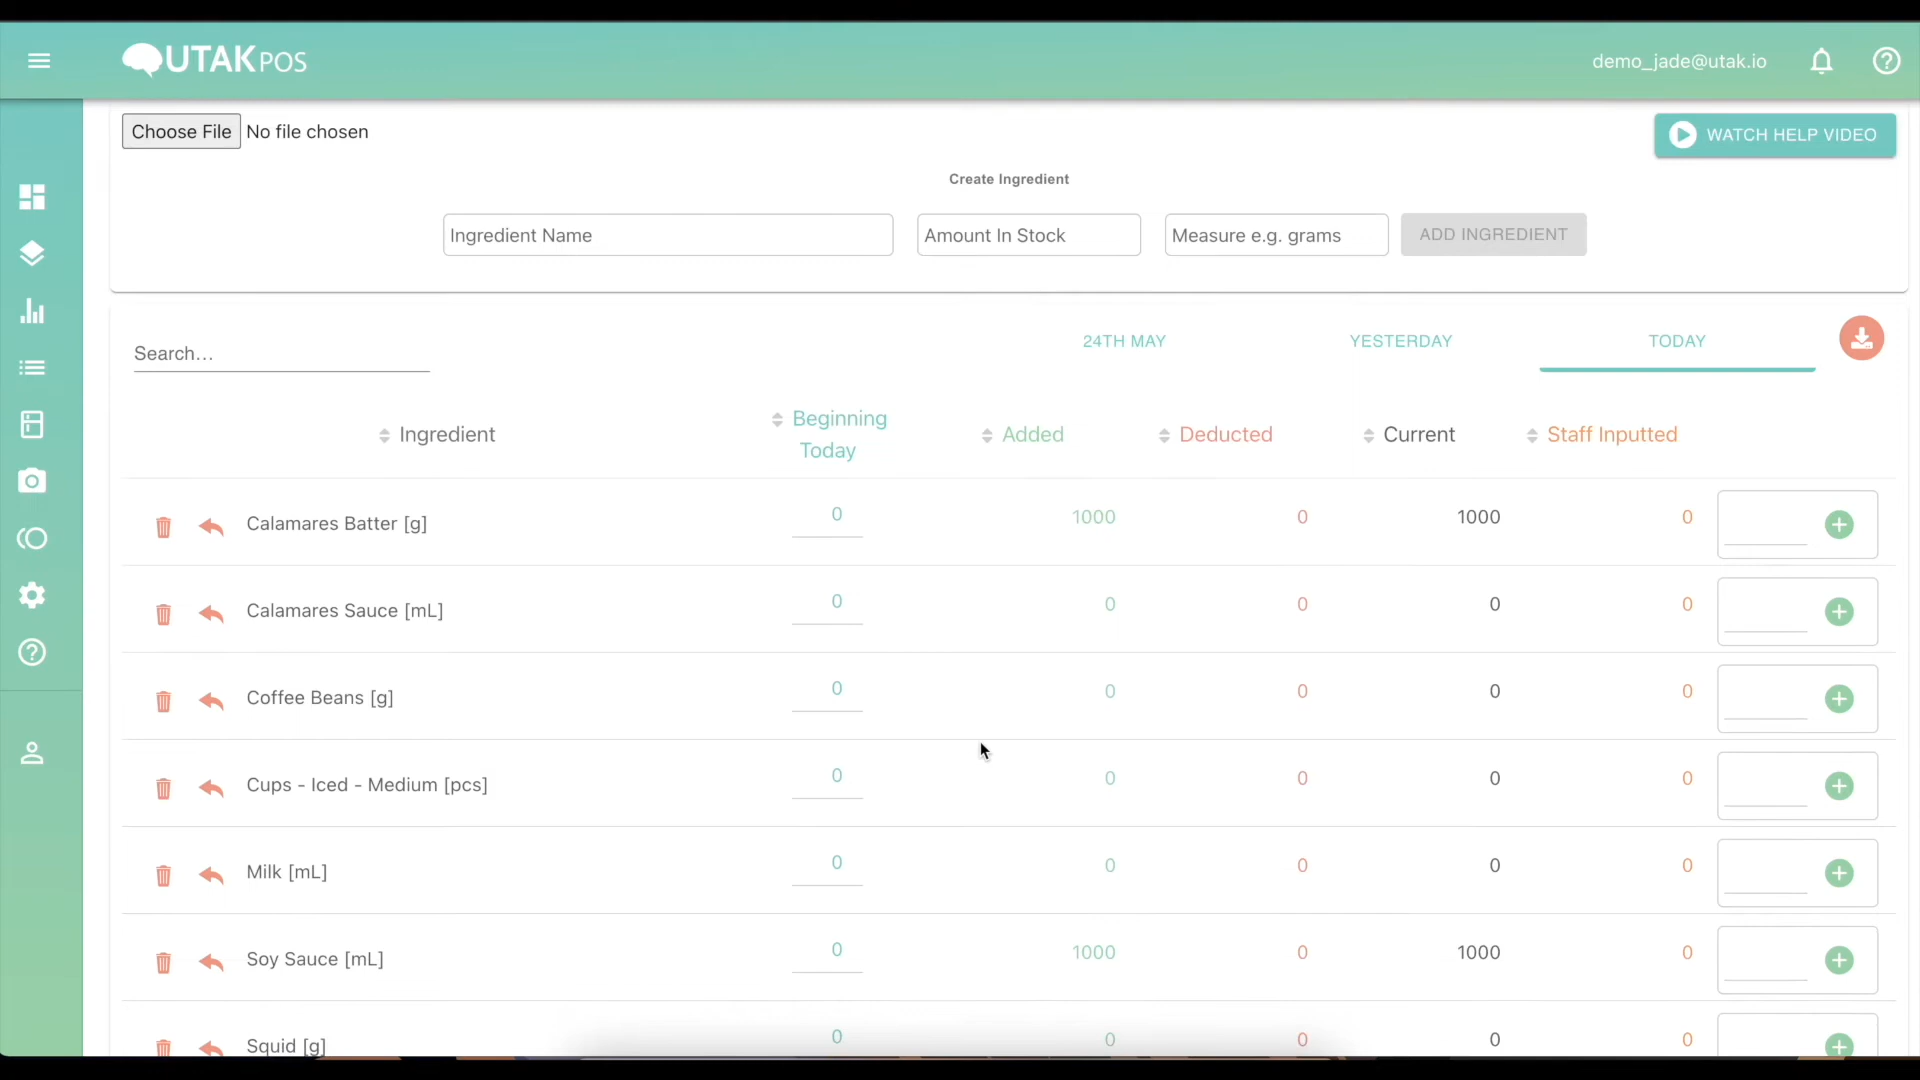 UTAKPOS
demo_jade@utak.io
Choose File No file chosen
WATCH HELP VIDEO
Create Ingredient
Ingredient Name
Amount In Stock
Measure e.g. grams
ADD INGREDIENT
Search...
24TH MAY
YESTERDAY
TODAY
Ingredient
Beginning
Today
Added
Deducted
Current
Staff Inputted
Calamares Batter [g] 0 1000 0 1000 0
Calamares Sauce [mL] 0 0 0 0 0
Coffee Beans [g] 0 0 0 0 0
Cups - Iced - Medium [pcs] 0 0 0 0 0
Milk [mL] 0 0 0 0 0
Soy Sauce [mL] 0 1000 0 1000 0
Squid [g] 0 0 0 0 0